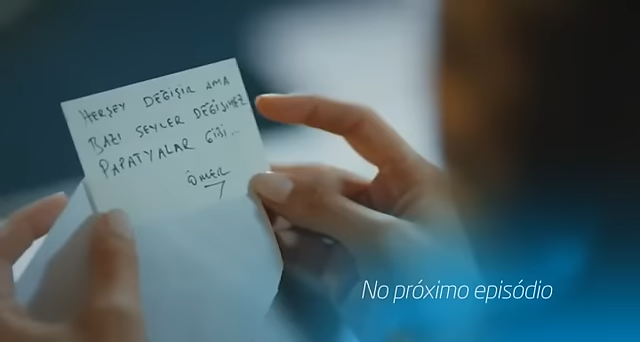 HERŞEY DEĞİŞİR AMA
BAZI ŞEYLER DEĞİŞMEZ
PAPATYALAR GİBİ...
ÖMER
No próximo episódio